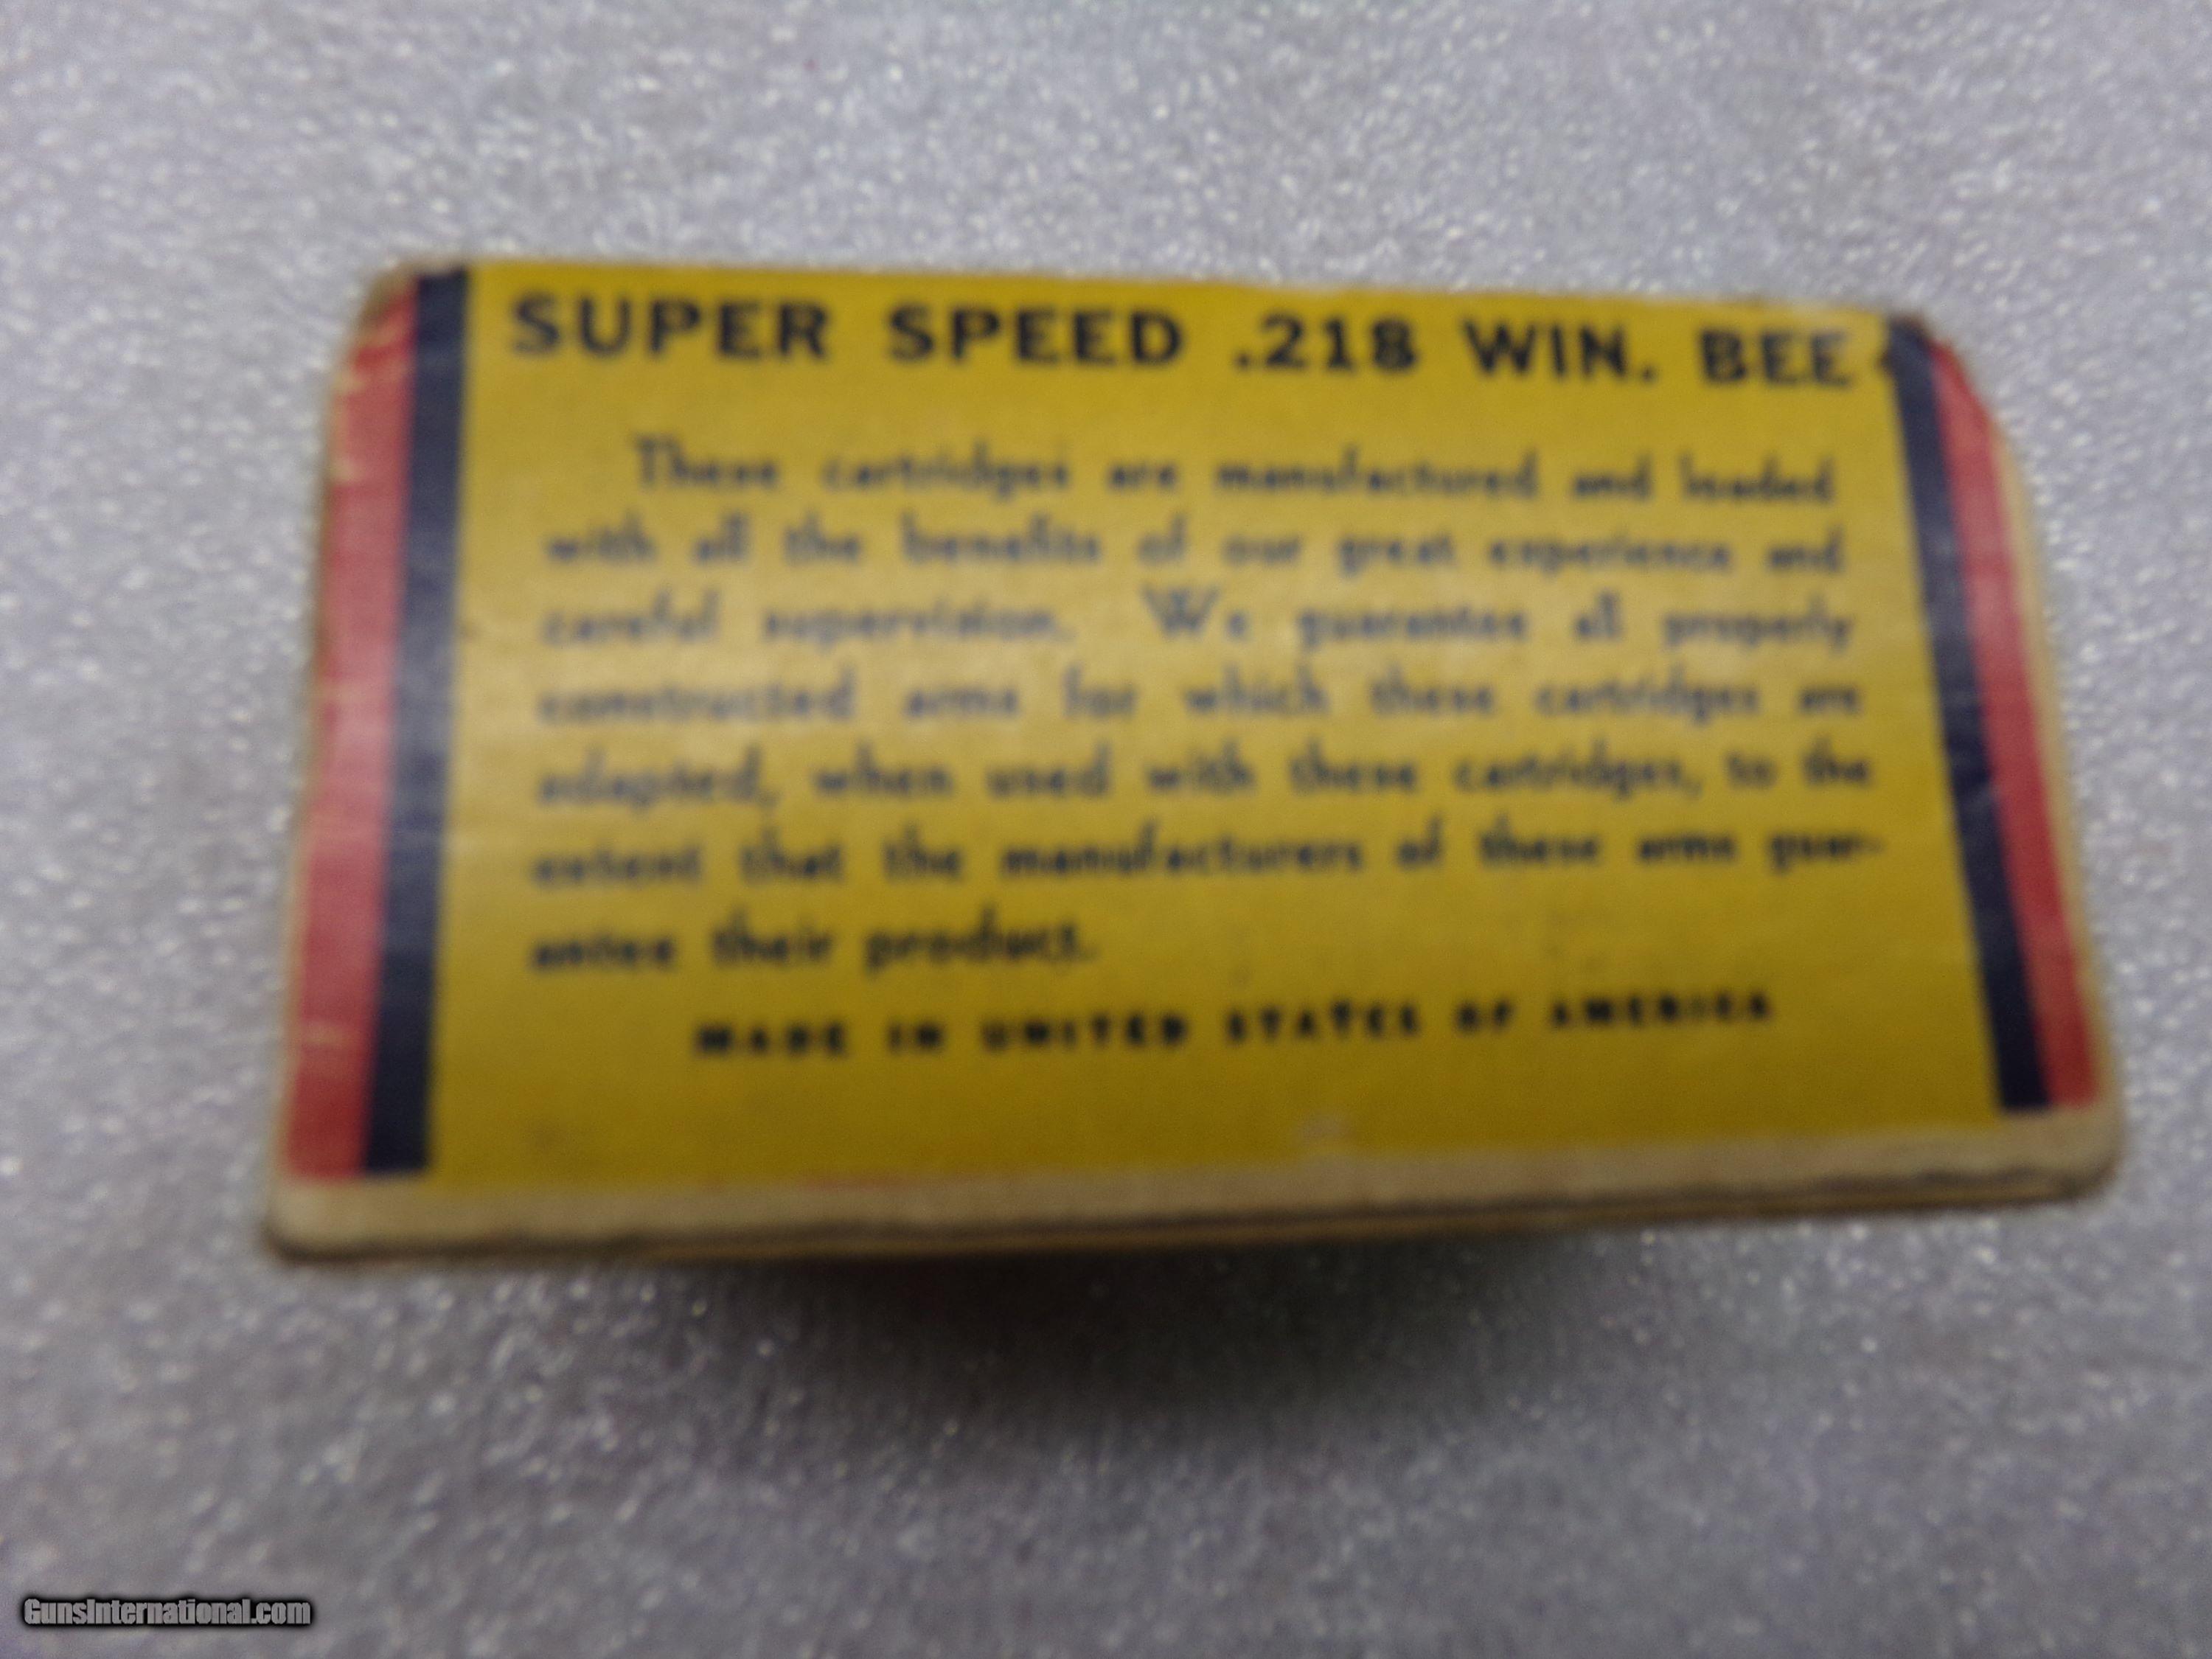 SUPER SPEED .218 WIN. BEE
These cartridges are manufactured and loaded
with all the benefits of our great experience and
careful supervision. We guarantee all properly
constructed arms for which these cartridges are
adapted, when used with these cartridges, to the
extent that the manufacturers of these arms guar-
antee their product.
MADE IN UNITED STATES OF AMERICA
GunsInternational.com